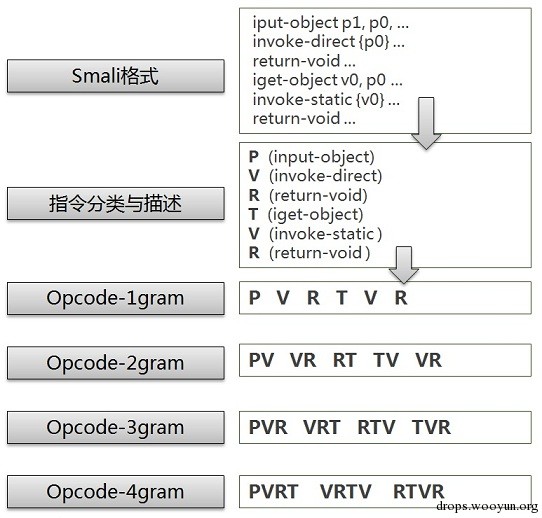 Smali格式
iput-object p1, p0, ...
invoke-direct {p0} ...
return-void ...
iget-object v0, p0 ...
invoke-static {v0} ...
return-void ...
指令分类与描述
P (input-object)
V (invoke-direct)
R (return-void)
T (iget-object)
V (invoke-static )
R (return-void )
Opcode-1gram
P V R T V R
Opcode-2gram
PV VR RT TV VR
Opcode-3gram
PVR VRT RTV TVR
Opcode-4gram
PVRT VRTV RTVR
drops.wooyun.org